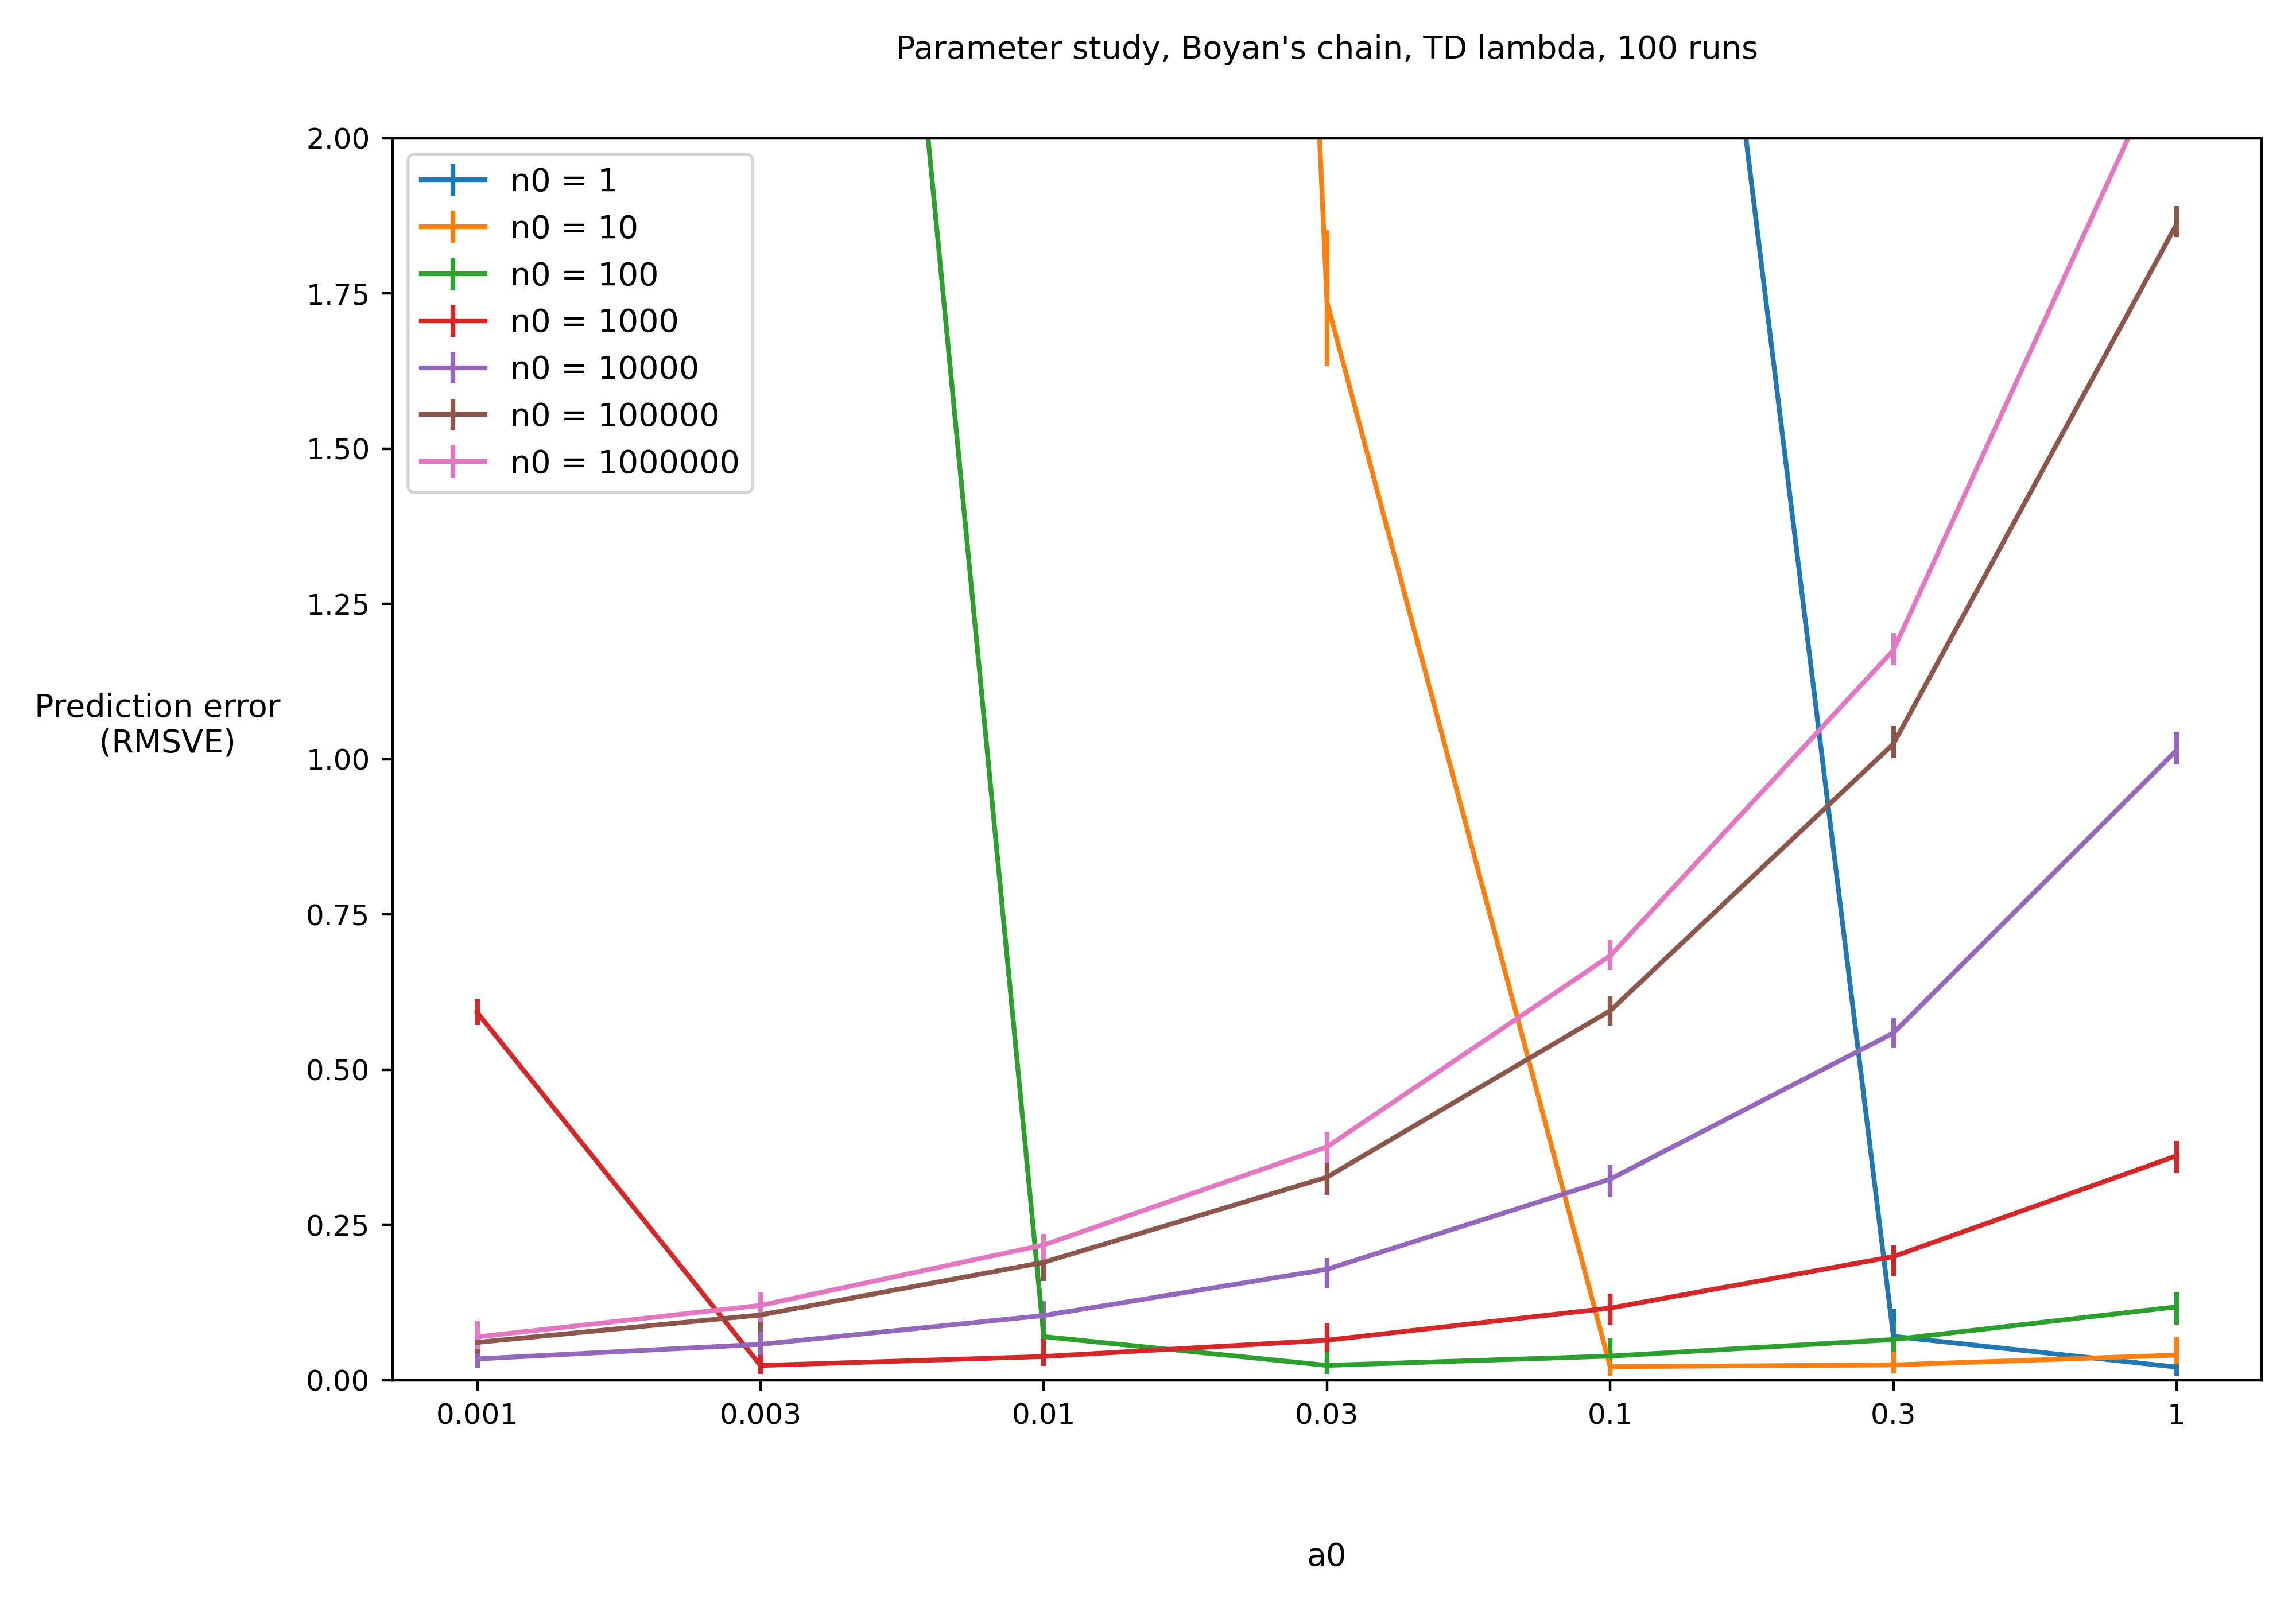 Parameter study, Boyan's chain, TD lambda, 100 runs
2.00
1.75
1.50
1.25
1.00
0.75
0.50
0.25
0.00
n0 = 1
n0 = 10
n0 = 100
n0 = 1000
n0 = 10000
n0 = 100000
n0 = 1000000
Prediction error
(RMSVE)
0.001 0.003 0.01 0.03 0.1 0.3 1
a0